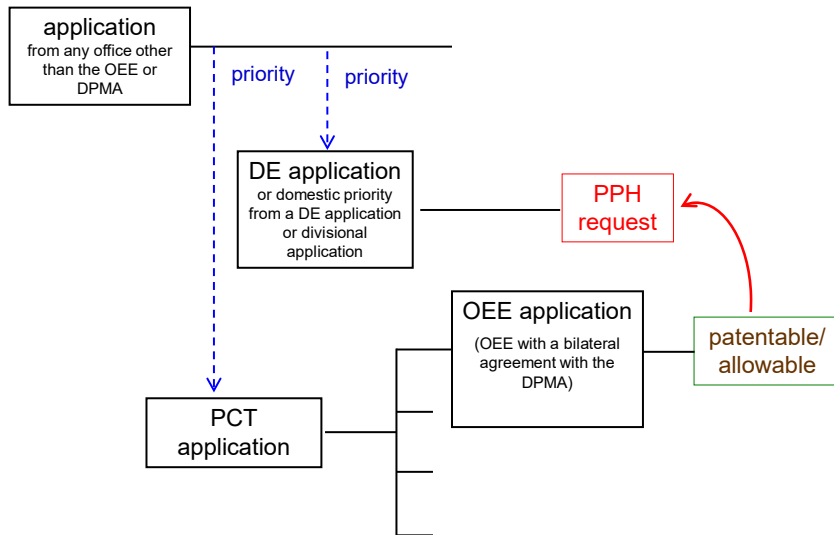 application
from any office other
than the OEE or
DPMA
priority
priority
DE application
or domestic priority
from a DE application
or divisional
application
PPH
request
OEE application
(OEE with a bilateral
agreement with the
DPMA)
patentable/
allowable
PCT
application